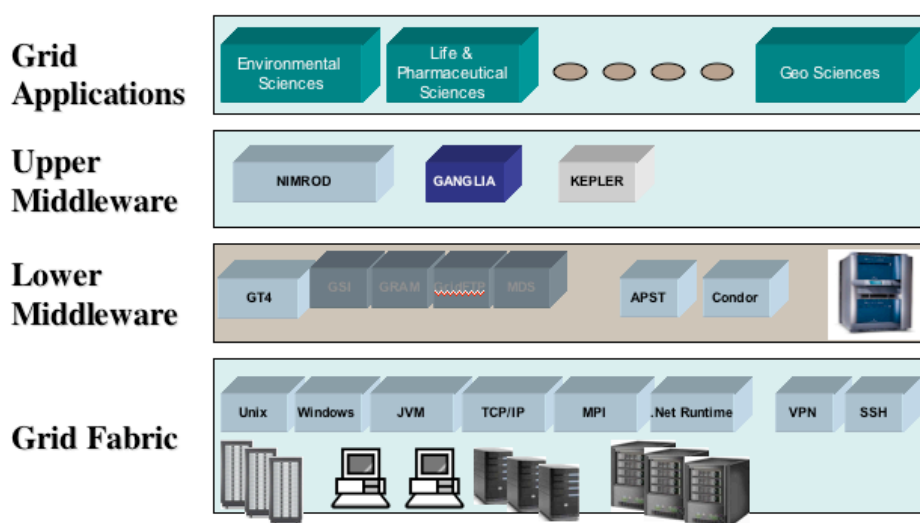 Grid
Applications
Environmental
Sciences
Life &
Pharmaceutical
Sciences
Geo Sciences
Upper
Middleware
NIMROD
GANGLIA
KEPLER
Lower
Middleware
GT4
GSI
GRAM
GridFTP
MDS
APST
Condor
Grid Fabric
Unix
Windows
JVM
TCP/IP
MPI
.Net Runtime
VPN
SSH